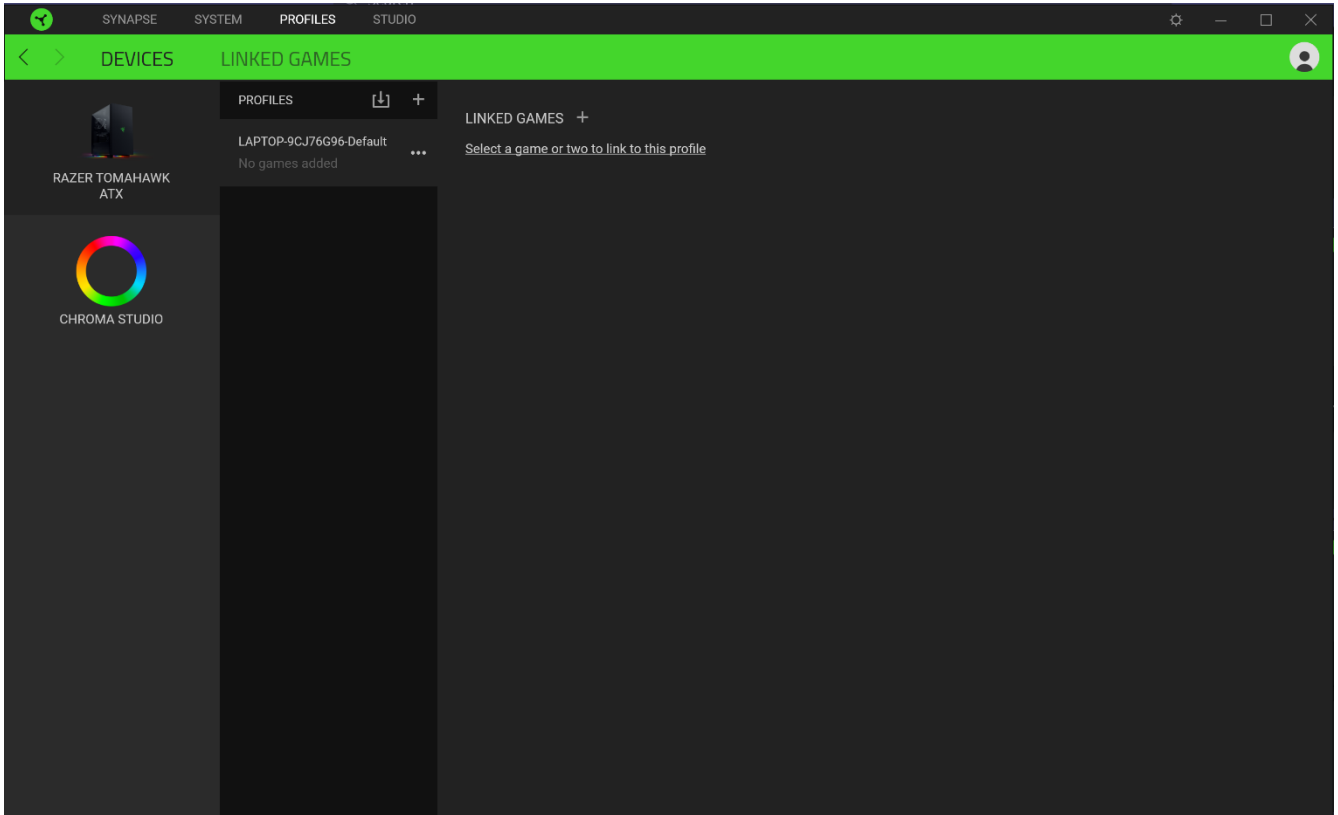 SYNAPSE SYSTEM PROFILES STUDIO
DEVICES LINKED GAMES
RAZER TOMAHAWK
ATX
CHROMA STUDIO
PROFILES
LAPTOP-9CJ76G96-Default
No games added
LINKED GAMES
Select a game or two to link to this profile